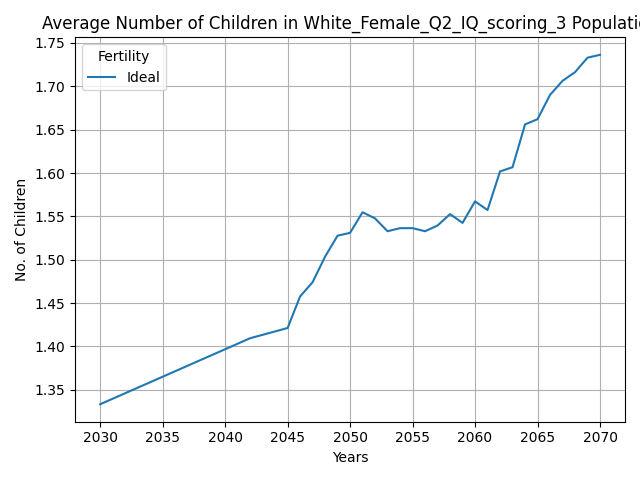 Average Number of Children in White_Female_Q2_IQ_scoring_3 Populatio
Fertility
Ideal
No. of Children
1.75
1.70
1.65
1.60
1.55
1.50
1.45
1.40
1.35
2030 2035 2040 2045 2050 2055 2060 2065 2070
Years